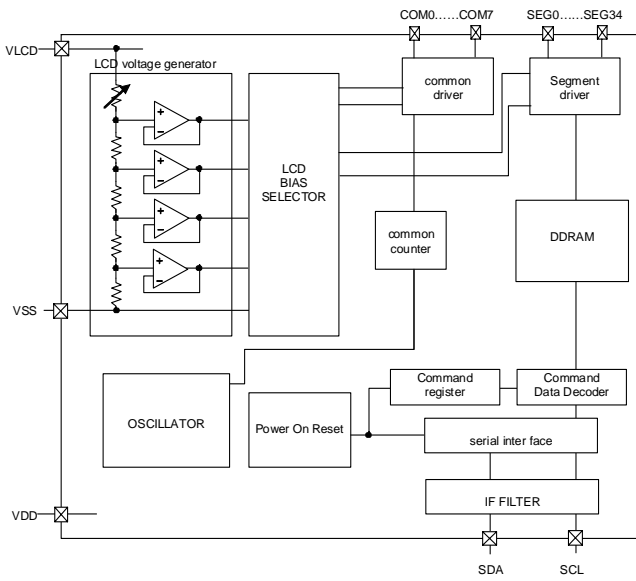 COM0......COM7 SEG0......SEG34
VLCD
LCD voltage generator
common
driver
Segment
driver
+
−
+
−
+
−
+
−
LCD
BIAS
SELECTOR
common
counter
DDRAM
VSS
OSCILLATOR
Power On Reset
Command
register
Command
Data Decoder
serial inter face
IF FILTER
VDD
SDA SCL